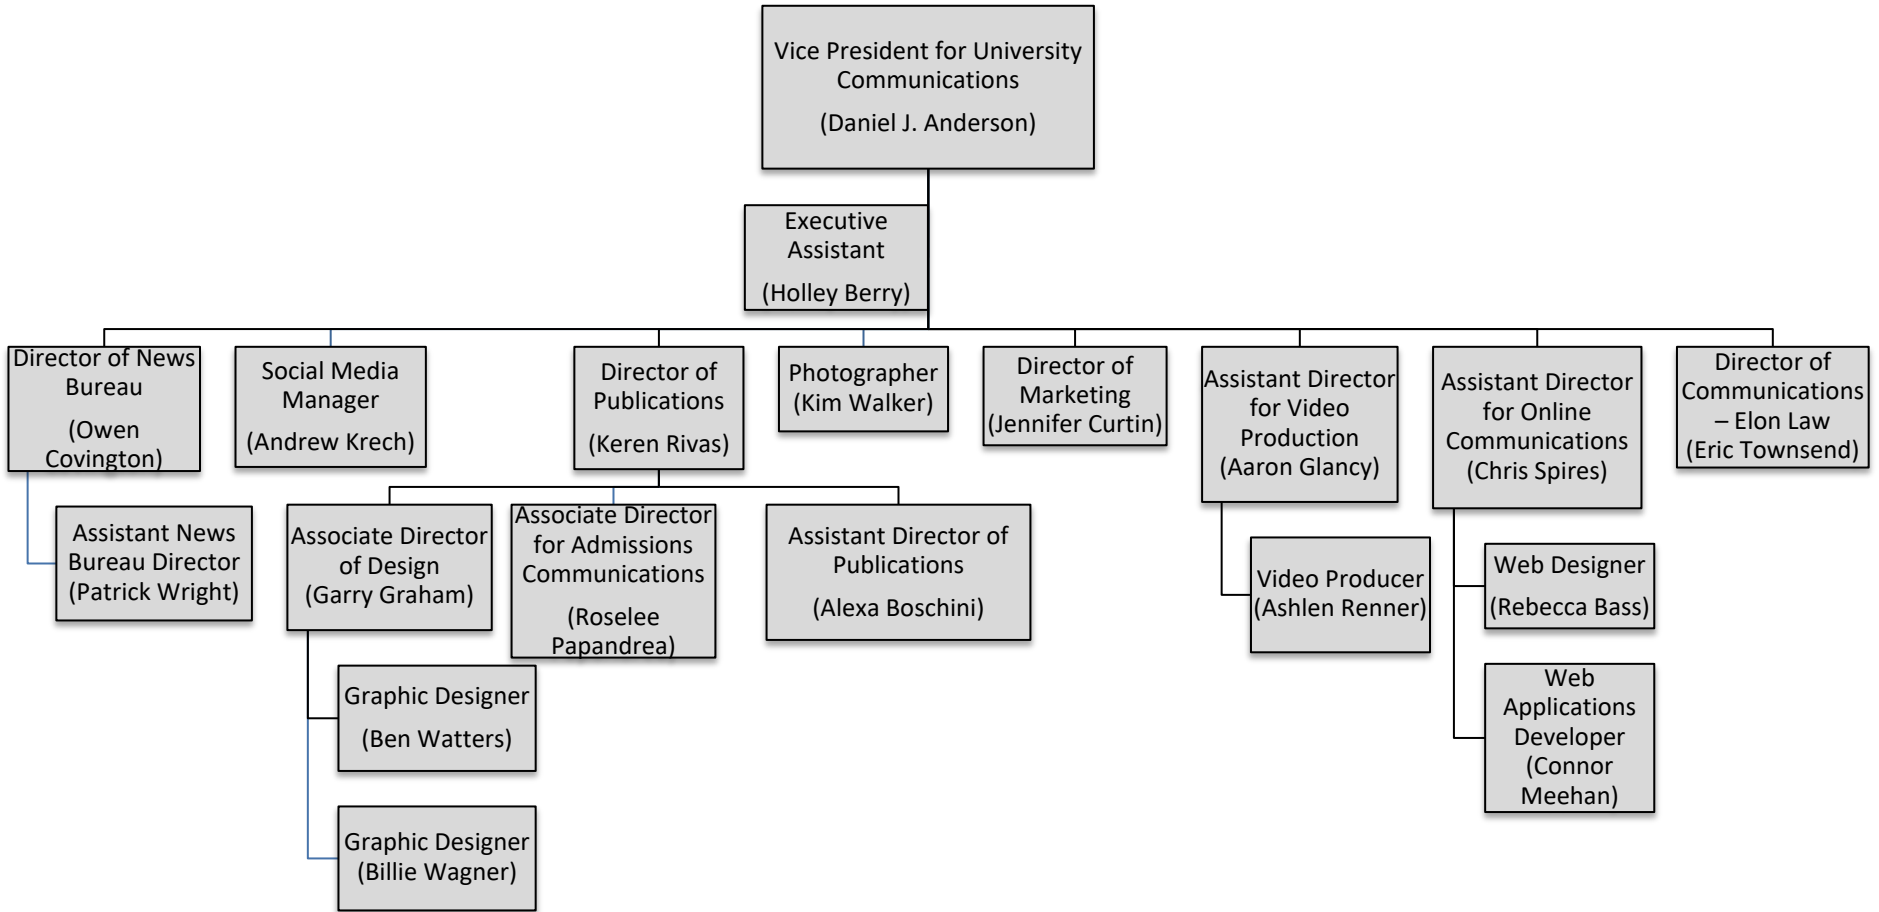 Vice President for University
Communications
(Daniel J. Anderson)
Executive
Assistant
(Holley Berry)
Director of News
Bureau
(Owen
Covington)
Social Media
Manager
(Andrew Krech)
Director of
Publications
(Keren Rivas)
Photographer
(Kim Walker)
Director of
Marketing
(Jennifer Curtin)
Assistant Director
for Video
Production
(Aaron Glancy)
Assistant Director
for Online
Communications
(Chris Spires)
Director of
Communications
– Elon Law
(Eric Townsend)
Assistant News
Bureau Director
(Patrick Wright)
Associate Director
of Design
(Garry Graham)
Associate Director
for Admissions
Communications
(Roselee
Papandrea)
Assistant Director of
Publications
(Alexa Boschini)
Video Producer
(Ashlen Renner)
Web Designer
(Rebecca Bass)
Graphic Designer
(Ben Watters)
Web
Applications
Developer
(Connor
Meehan)
Graphic Designer
(Billie Wagner)